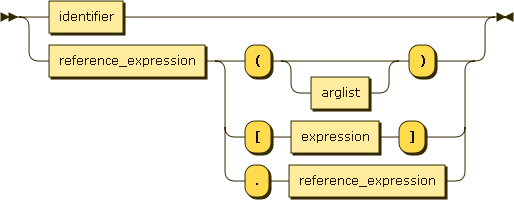 identifier
reference_expression ( )
arglist
[ expression ]
. reference_expression